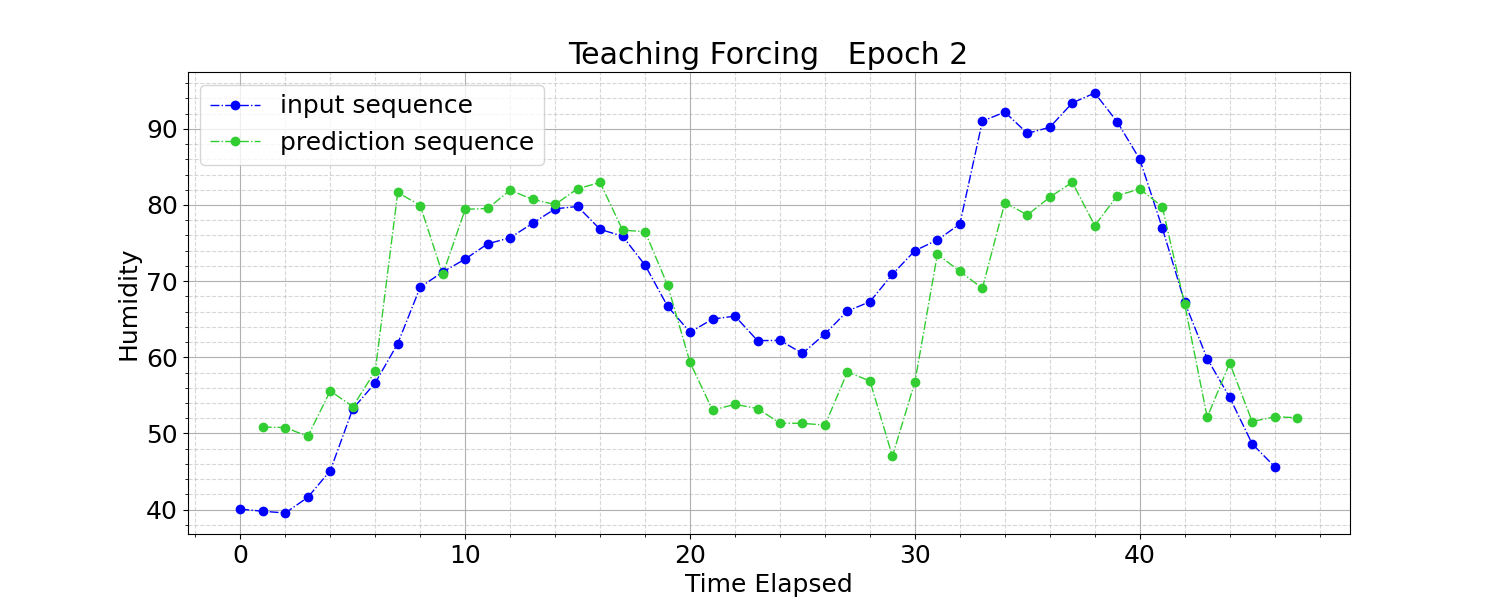 Teaching Forcing   Epoch 2
input sequence
prediction sequence
Humidity
90
80
70
60
50
40
0 10 20 30 40
Time Elapsed